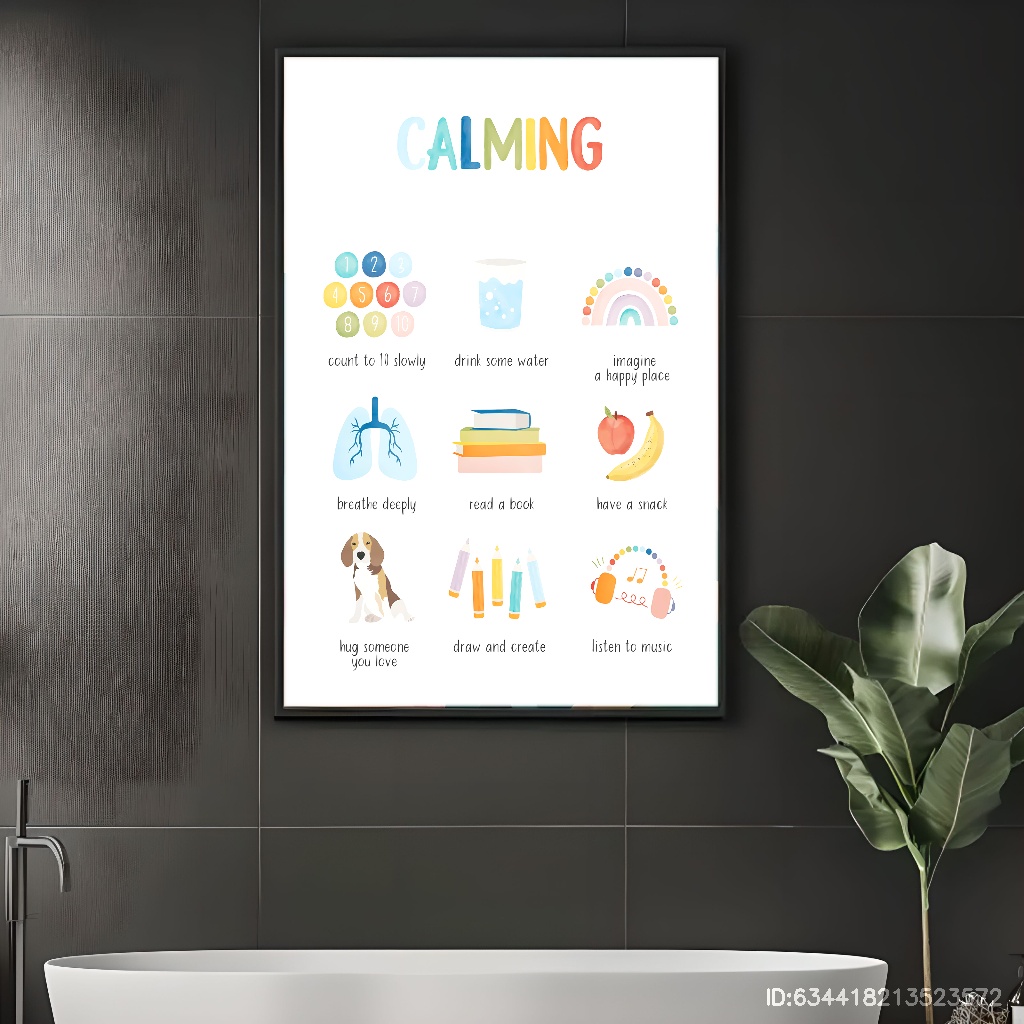 CALMING
1 2 3
4 5 6 7
8 9 10
count to 10 slowly
drink some water
imagine
a happy place
breathe deeply
read a book
have a snack
hug someone
you love
draw and create
listen to music
ID:634418213523572